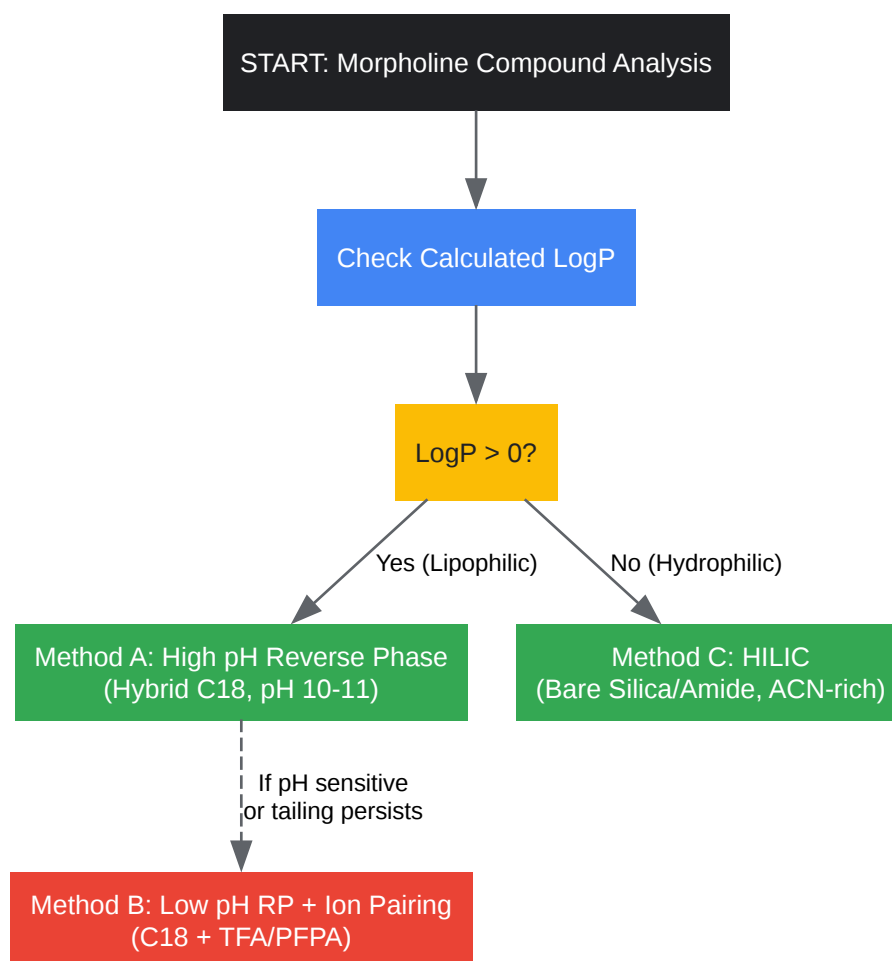 START: Morpholine Compound Analysis
Check Calculated LogP
LogP > 0?
Yes (Lipophilic)
No (Hydrophilic)
Method A: High pH Reverse Phase
(Hybrid C18, pH 10-11)
Method C: HILIC
(Bare Silica/Amide, ACN-rich)
If pH sensitive
or tailing persists
Method B: Low pH RP + Ion Pairing
(C18 + TFA/PFPA)